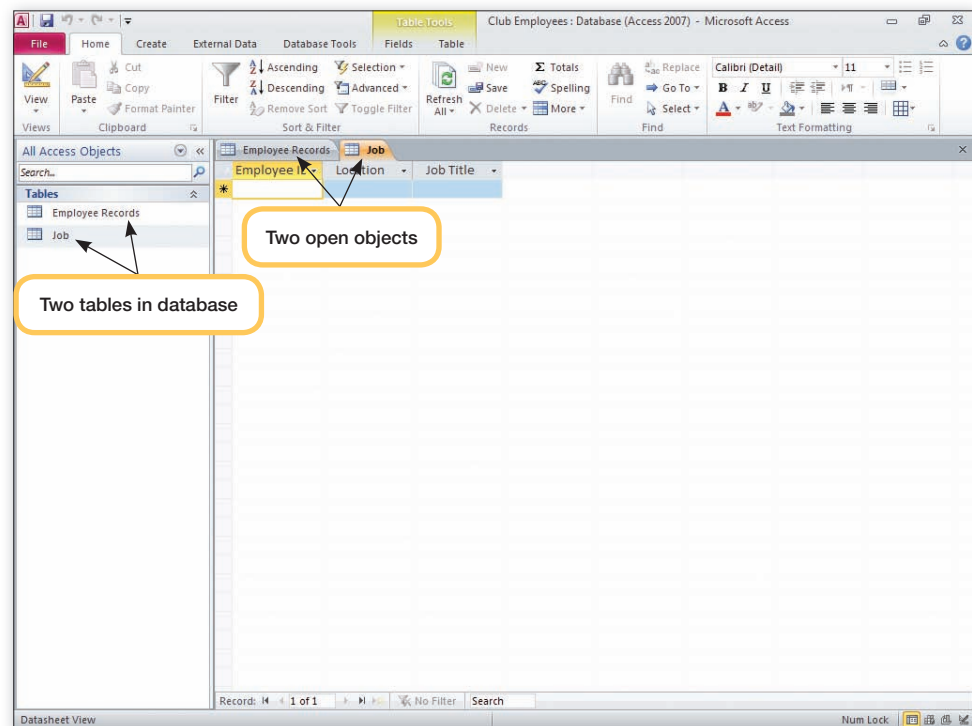 Table Tools Club Employees : Database (Access 2007) - Microsoft Access
File Home Create External Data Database Tools Fields Table
View
Views
Paste
Cut
Copy
Format Painter
Clipboard
Filter
Ascending
Descending
Remove Sort
Selection
Advanced
Toggle Filter
Sort & Filter
Refresh
All
New
Save
Delete
Totals
Spelling
More
Records
Find
Replace
Go To
Select
Find
Calibri (Detail) 11
B I U
A
Text Formatting
All Access Objects
Search...
Tables
Employee Records
Job
Two tables in database
Employee Records Job
Location Job Title
Two open objects
Record: 1 of 1 No Filter Search
Datasheet View Num Lock